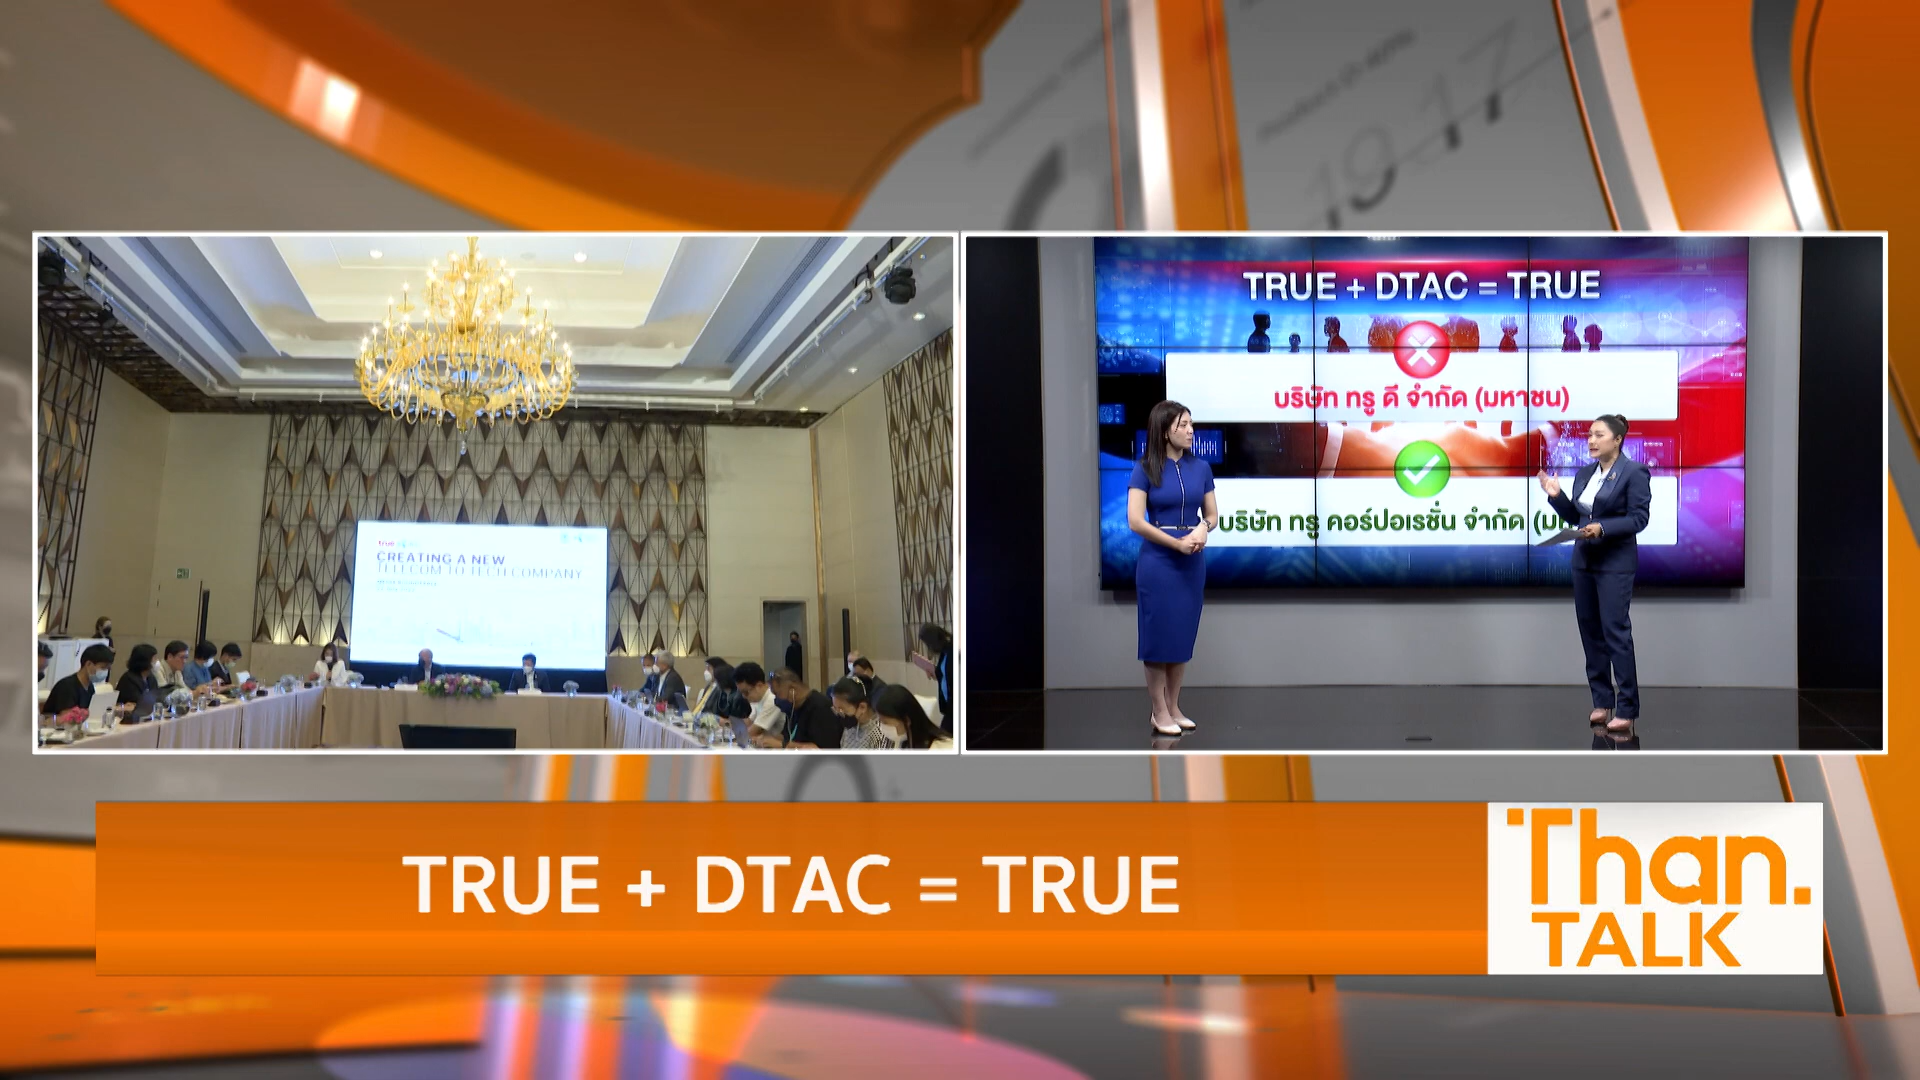 true
CREATING A NEW
TELECOM TO TECH COMPANY
TRUE + DTAC = TRUE
บริษัท ทรู ดี จำกัด (มหาชน)
บริษัท ทรู คอร์ปอเรชั่น จำกัด
TRUE + DTAC = TRUE
Than.
TALK